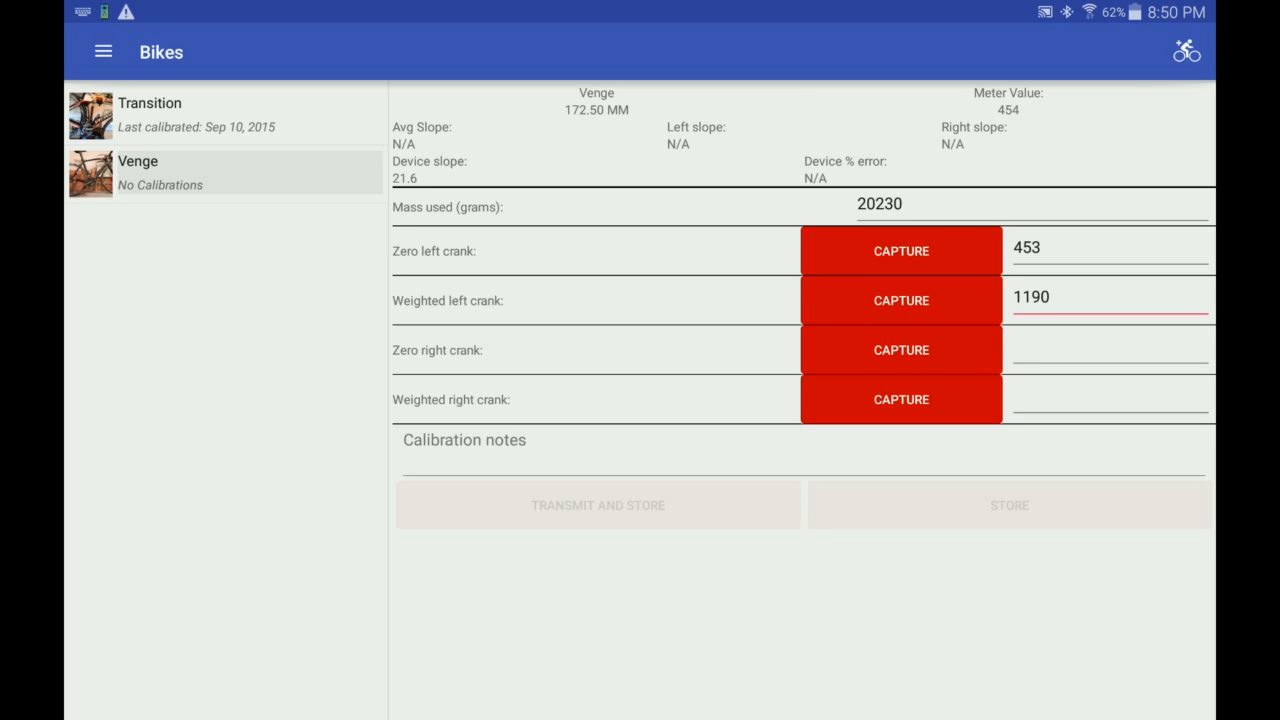 62% 8:50 PM
Bikes
Transition
Last calibrated: Sep 10, 2015
Venge
No Calibrations
Venge
172.50 MM
Meter Value:
454
Avg Slope:
N/A
Left slope:
N/A
Right slope:
N/A
Device slope:
21.6
Device % error:
N/A
Mass used (grams): 20230
Zero left crank: CAPTURE 453
Weighted left crank: CAPTURE 1190
Zero right crank: CAPTURE
Weighted right crank: CAPTURE
Calibration notes
TRANSMIT AND STORE STORE